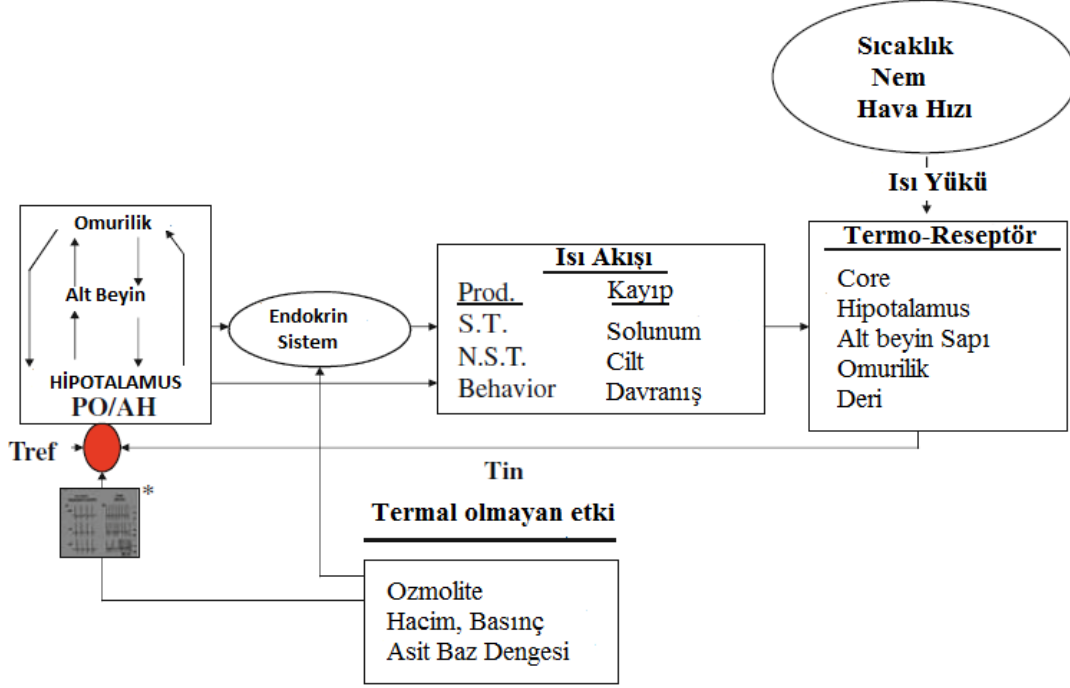 Sıcaklık
Nem
Hava Hızı
Isı Yükü
Omurilik
Alt Beyin
HİPOTALAMUS
PO/AH
Endokrin
Sistem
Isı Akışı
Prod. Kayıp
S.T. Solunum
N.S.T. Cilt
Behavior Davranış
Termo-Reseptör
Core
Hipotalamus
Alt beyin Sapı
Omurilik
Deri
Tref
Tin
*
Termal olmayan etki
Ozmolite
Hacim, Basınç
Asit Baz Dengesi